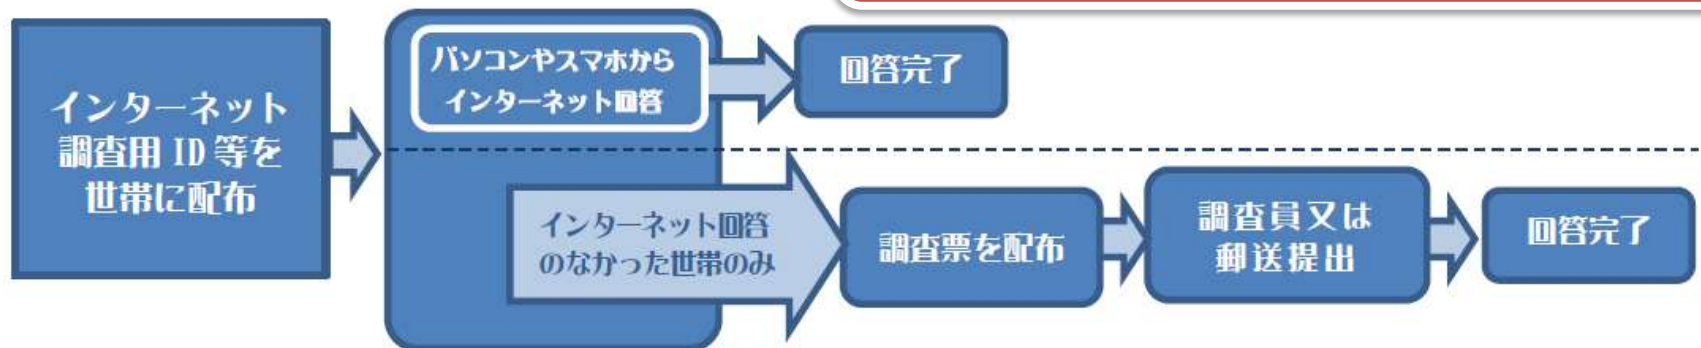 インターネット
調査用 ID 等を
世帯に配布
パソコンやスマホから
インターネット回答
回答完了
インターネット回答
のなかった世帯のみ
調査票を配布
調査員又は
郵送提出
回答完了